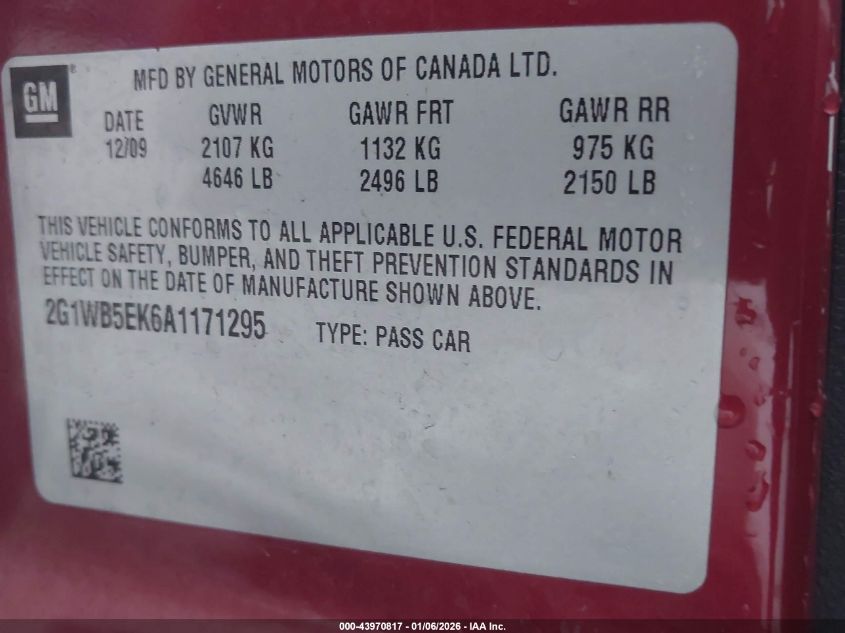 GM®
MFD BY GENERAL MOTORS OF CANADA LTD.
DATE GVWR GAWR FRT GAWR RR
12/09 2107 KG 1132 KG 975 KG
4646 LB 2496 LB 2150 LB
THIS VEHICLE CONFORMS TO ALL APPLICABLE U.S. FEDERAL MOTOR
VEHICLE SAFETY, BUMPER, AND THEFT PREVENTION STANDARDS IN
EFFECT ON THE DATE OF MANUFACTURE SHOWN ABOVE.
2G1WB5EK6A1171295 TYPE: PASS CAR
000-43970817 - 01/06/2026 - IAA Inc.